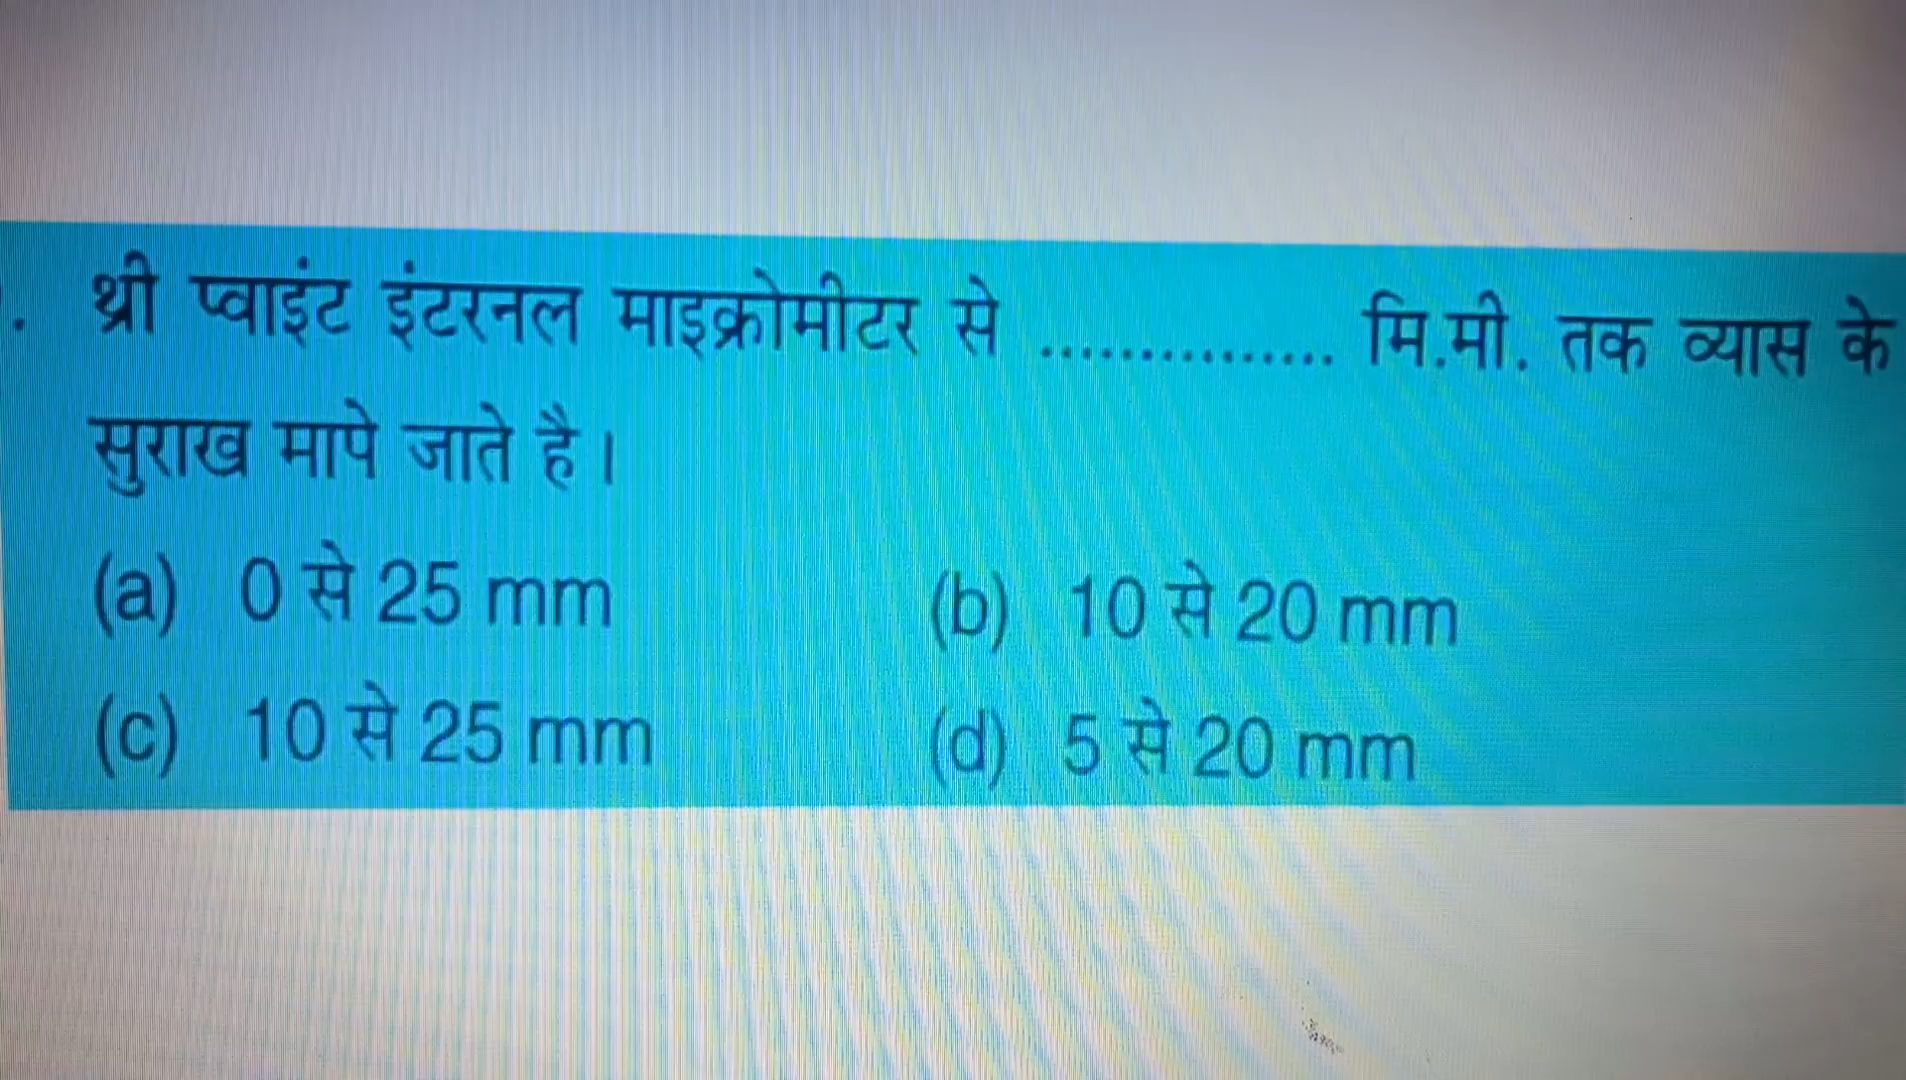 . थ्री प्वाइंट इंटरनल माइक्रोमीटर से ............... मि.मी. तक व्यास के
सुराख मापे जाते है।
(a) 0 से 25 mm (b) 10 से 20 mm
(c) 10 से 25 mm (d) 5 से 20 mm